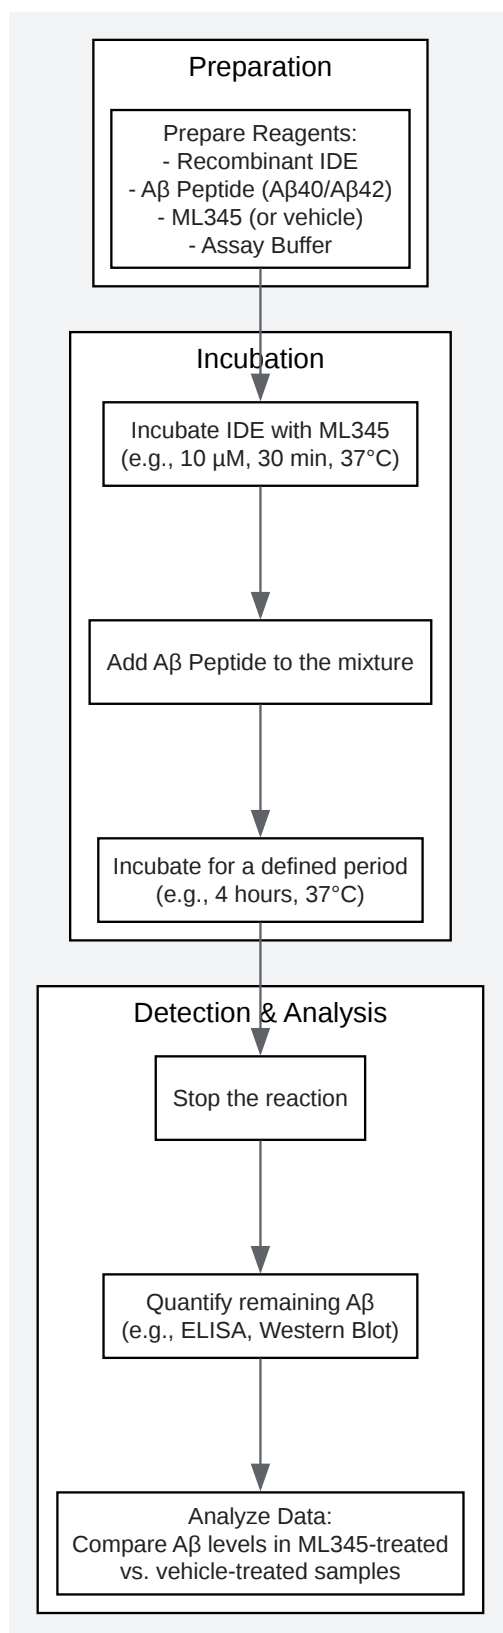 Preparation
Prepare Reagents:
- Recombinant IDE
- Aβ Peptide (Aβ40/Aβ42)
- ML345 (or vehicle)
- Assay Buffer
Incubation
Incubate IDE with ML345
(e.g., 10 µM, 30 min, 37°C)
Add Aβ Peptide to the mixture
Incubate for a defined period
(e.g., 4 hours, 37°C)
Detection & Analysis
Stop the reaction
Quantify remaining Aβ
(e.g., ELISA, Western Blot)
Analyze Data:
Compare Aβ levels in ML345-treated
vs. vehicle-treated samples